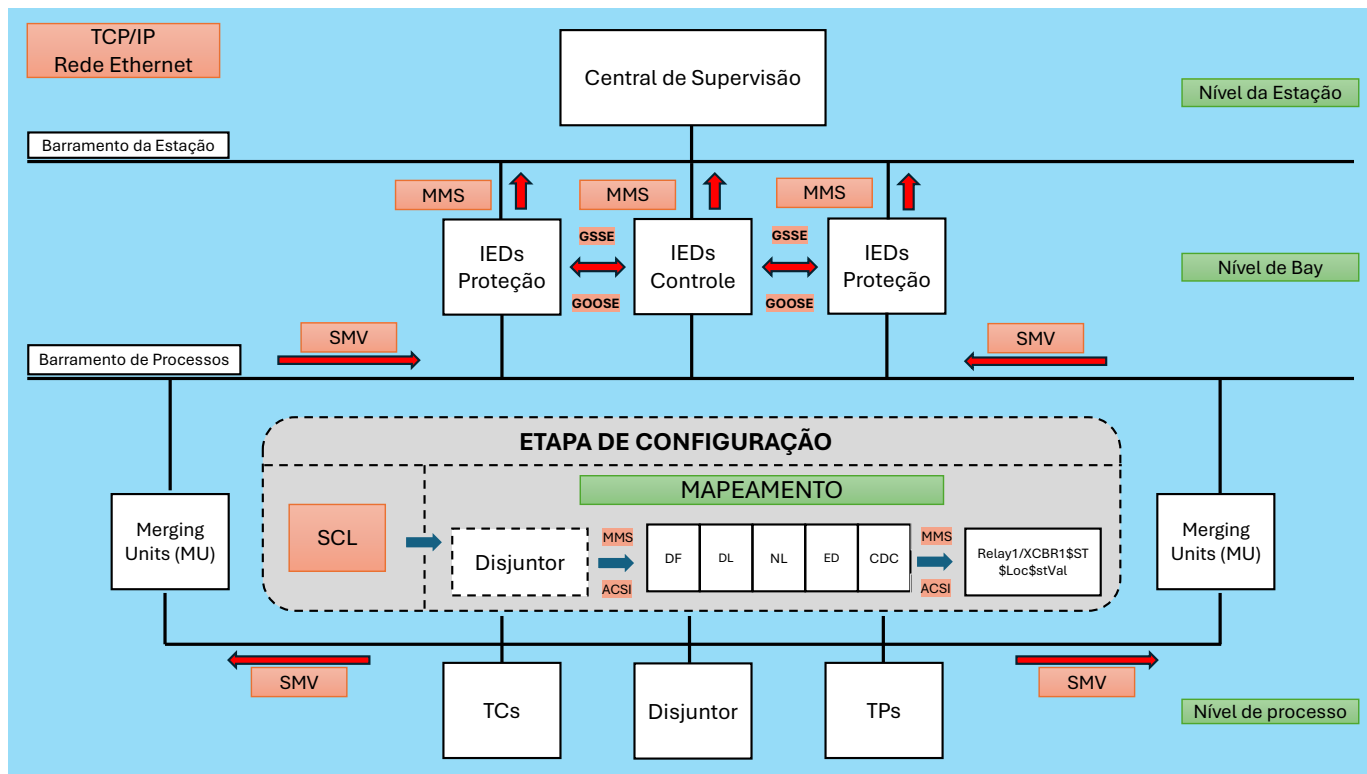 TCP/IP
Rede Ethernet
Central de Supervisão
Nível da Estação
Barramento da Estação
MMS
MMS
MMS
IEDs
Proteção
GSSE
GOOSE
IEDs
Controle
GSSE
GOOSE
IEDs
Proteção
Nível de Bay
SMV
SMV
Barramento de Processos
ETAPA DE CONFIGURAÇÃO
MAPEAMENTO
Merging
Units (MU)
SCL
Disjuntor
MMS
ACSI
DF
DL
NL
ED
CDC
MMS
ACSI
Relay1/XCBR1$ST
$Loc$stVal
Merging
Units (MU)
SMV
TCs
Disjuntor
TPs
SMV
Nível de processo